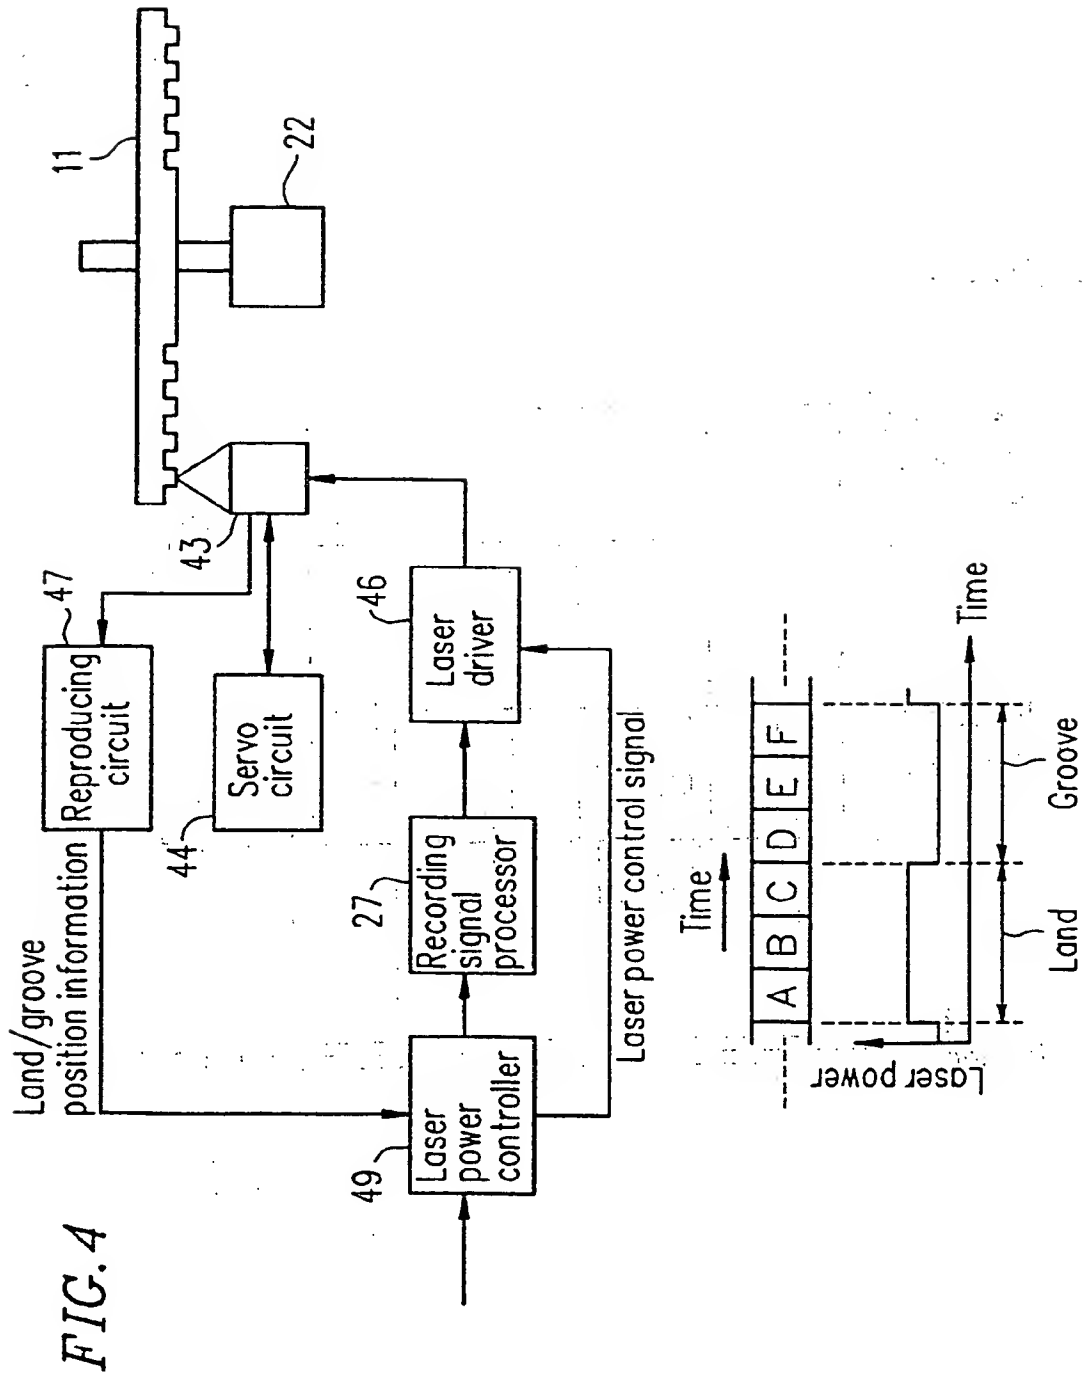 FIG. 4
Land/groove
position information
47
Reproducing
circuit
11
22
43
44
Servo
circuit
49
Laser
power
controller
27
Recording
signal
processor
46
Laser
driver
Laser power control signal
Time
A B C D E F
Laser power
Time
Land
Groove